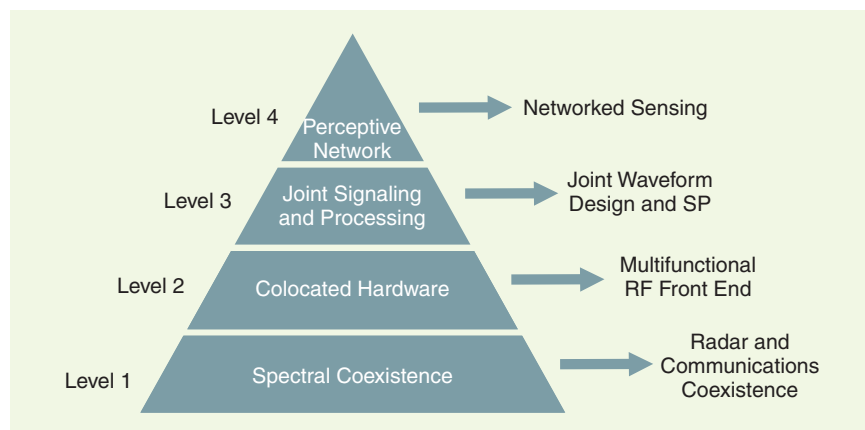 Level 4
Perceptive
Network
Networked Sensing
Level 3
Joint Signaling
and Processing
Joint Waveform
Design and SP
Level 2
Colocated Hardware
Multifunctional
RF Front End
Level 1
Spectral Coexistence
Radar and
Communications
Coexistence